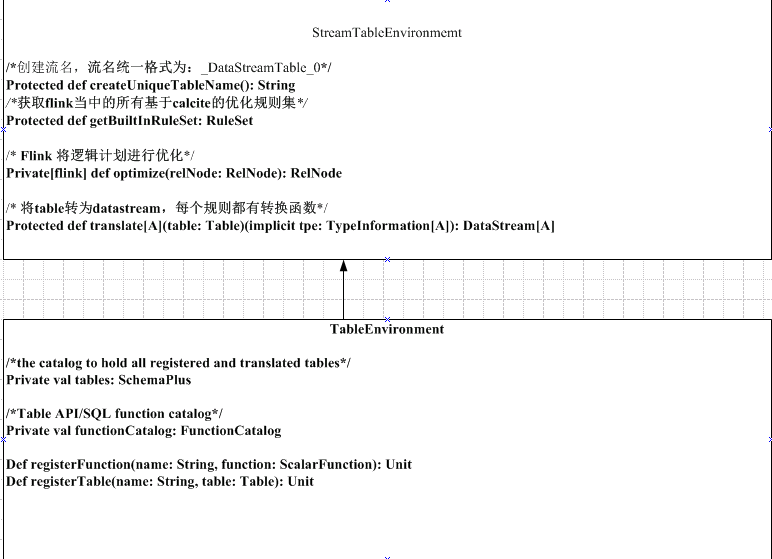 StreamTableEnvironmemt
/*创建流名，流名统一格式为：_DataStreamTable_0*/
Protected def createUniqueTableName(): String
/*获取flink当中的所有基于calcite的优化规则集*/
Protected def getBuiltInRuleSet: RuleSet
/* Flink 将逻辑计划进行优化*/
Private[flink] def optimize(relNode: RelNode): RelNode
/* 将table转为datastream，每个规则都有转换函数*/
Protected def translate[A](table: Table)(implicit tpe: TypeInformation[A]): DataStream[A]
TableEnvironment
/*the catalog to hold all registered and translated tables*/
Private val tables: SchemaPlus
/*Table API/SQL function catalog*/
Private val functionCatalog: FunctionCatalog
Def registerFunction(name: String, function: ScalarFunction): Unit
Def registerTable(name: String, table: Table): Unit